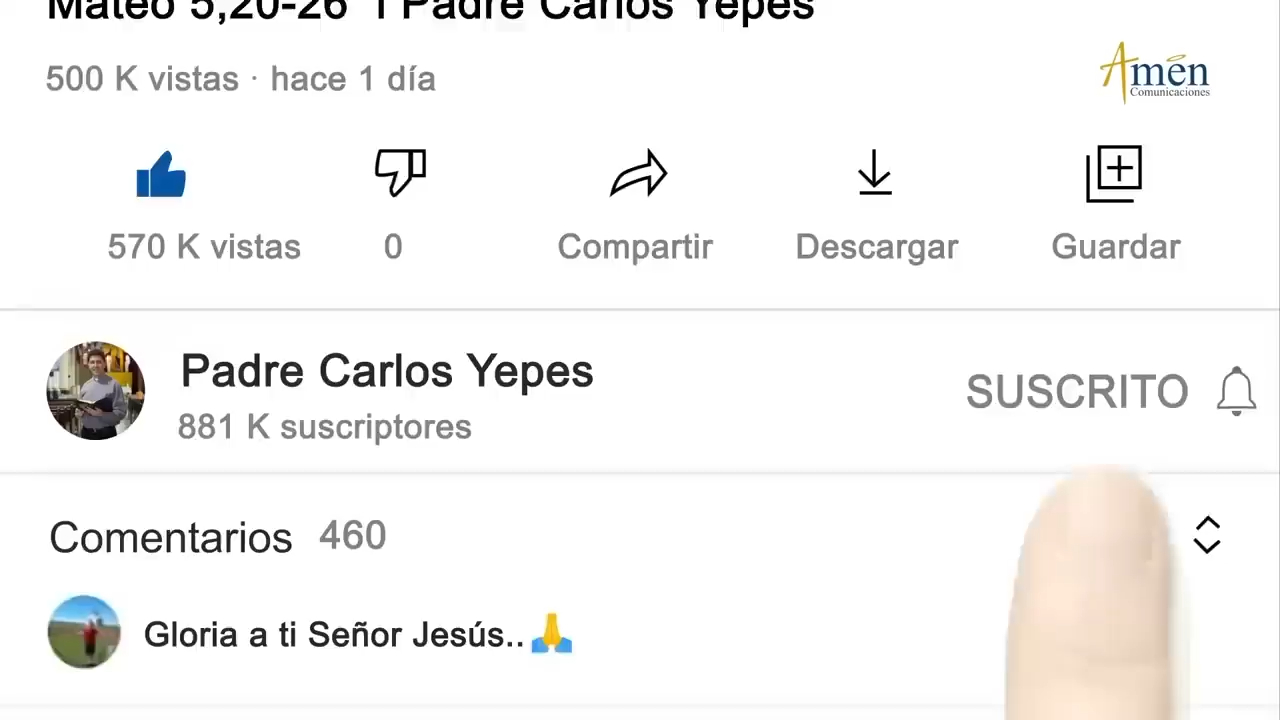 Mateo 5,20-26 | Padre Carlos Yepes
500 K vistas · hace 1 día
Amén
Comunicaciones
570 K vistas
0
Compartir
Descargar
Guardar
Padre Carlos Yepes
881 K suscriptores
SUSCRITO
Comentarios 460
Gloria a ti Señor Jesús..🙏